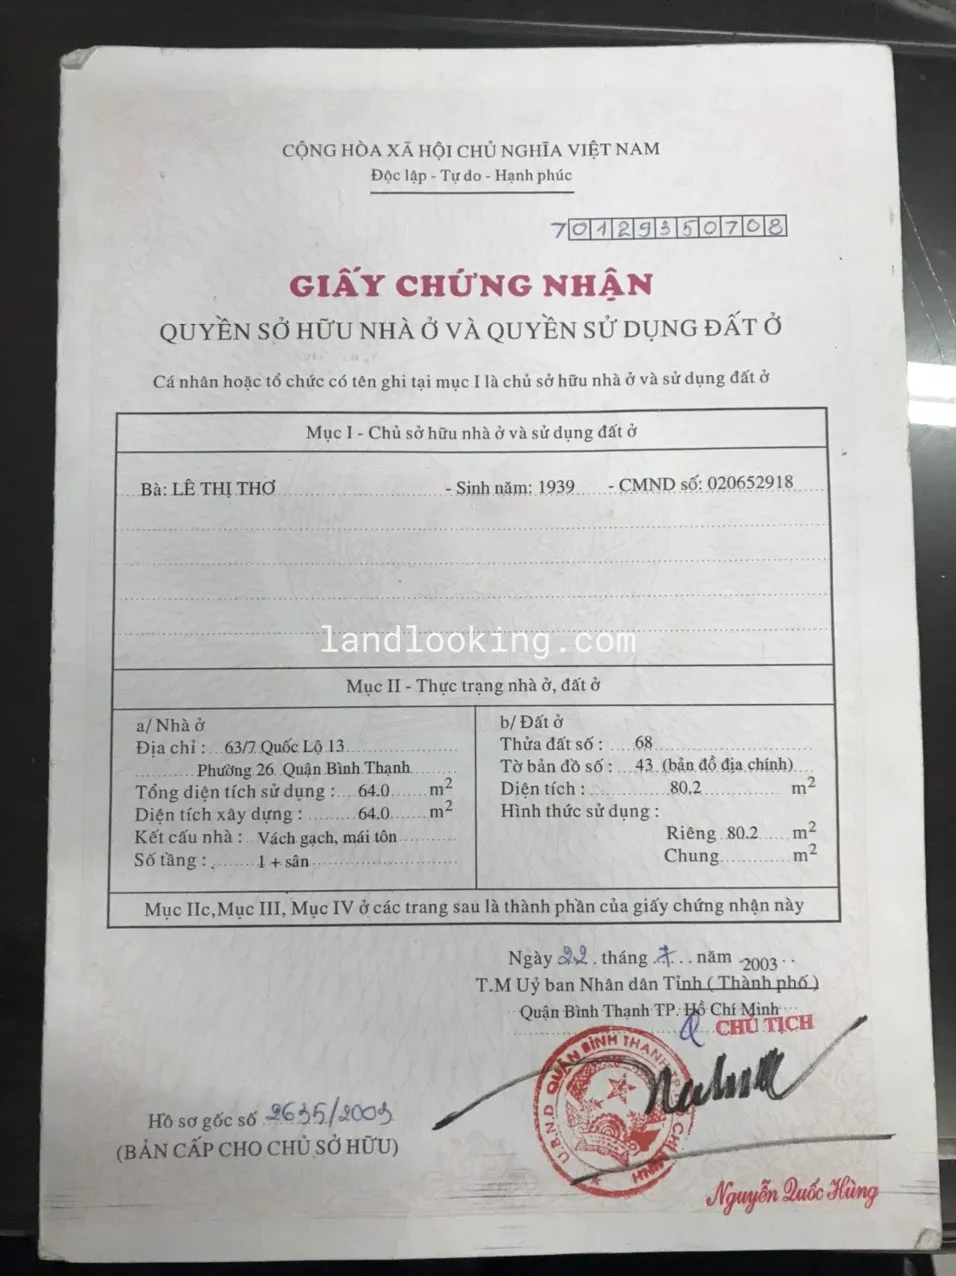 CỘNG HÒA XÃ HỘI CHỦ NGHĨA VIỆT NAM
Độc lập - Tự do - Hạnh phúc
70129350708
GIẤY CHỨNG NHẬN
QUYỀN SỞ HỮU NHÀ Ở VÀ QUYỀN SỬ DỤNG ĐẤT Ở
Cá nhân hoặc tổ chức có tên ghi tại mục I là chủ sở hữu nhà ở và sử dụng đất ở
Mục I - Chủ sở hữu nhà ở và sử dụng đất ở
Bà: LÊ THỊ THƠ - Sinh năm: 1939 - CMND số: 020652918
landlooking.com
Mục II - Thực trạng nhà ở, đất ở
a/ Nhà ở
Địa chỉ : 63/7 Quốc Lộ 13
Phường 26 Quận Bình Thạnh
Tổng diện tích sử dụng : 64.0 m2
Diện tích xây dựng : 64.0 m2
Kết cấu nhà : Vách gạch, mái tôn
Số tầng : 1 + sân
b/ Đất ở
Thửa đất số : 68
Tờ bản đồ số : 43 (bản đồ địa chính)
Diện tích : 80.2 m2
Hình thức sử dụng :
Riêng 80.2 m2
Chung m2
Mục IIc,Mục III, Mục IV ở các trang sau là thành phần của giấy chứng nhận này
Ngày 22 tháng 7 năm 2003
T.M Uỷ ban Nhân dân Tỉnh ( Thành phố )
Quận Bình Thạnh TP. Hồ Chí Minh
CHỦ TỊCH
U.B.N.D QUẬN BÌNH THẠNH TP. HỒ CHÍ MINH
Hồ sơ gốc số 2635/2003
(BẢN CẤP CHO CHỦ SỞ HỮU)
Nguyễn Quốc Hùng